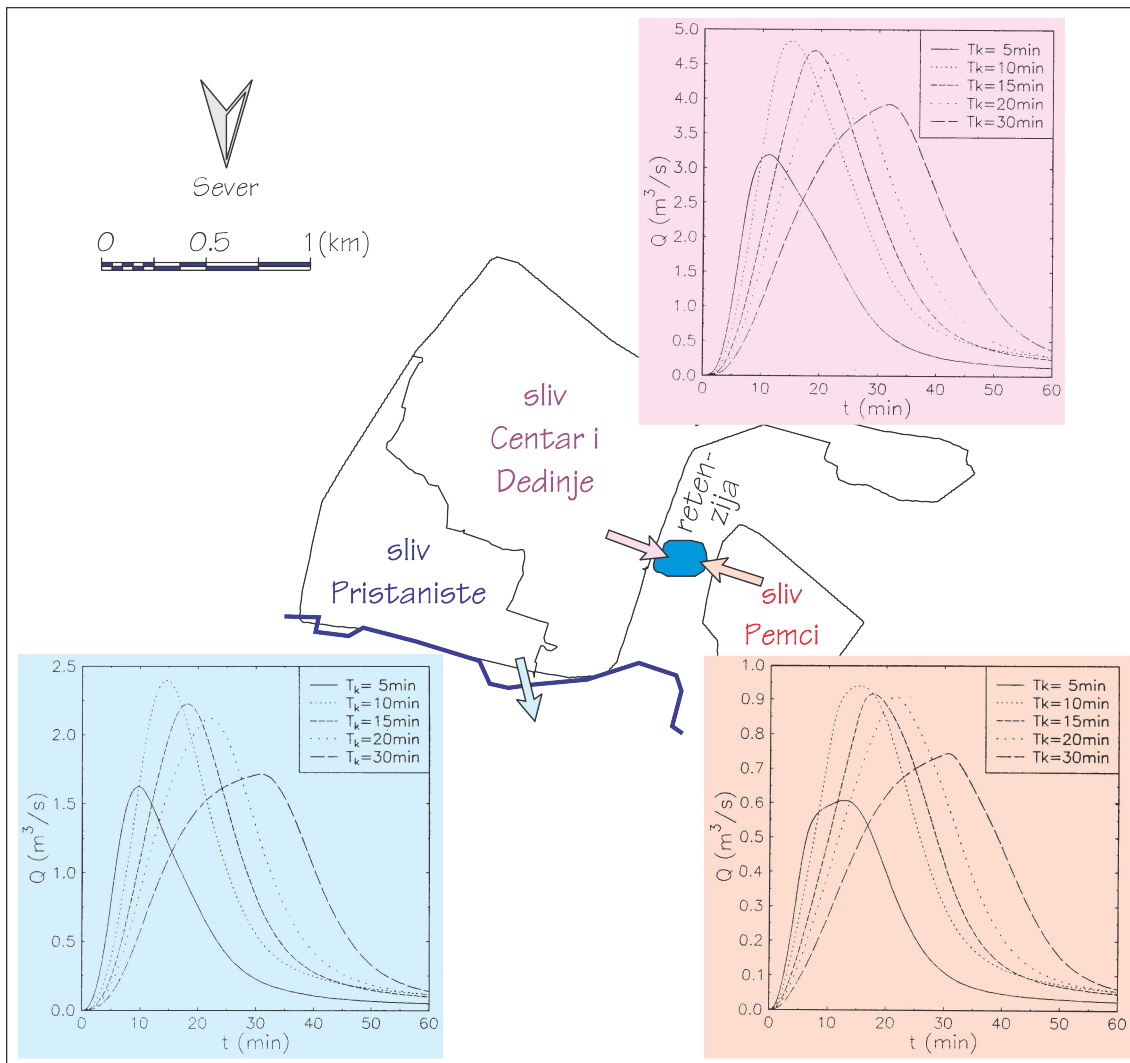 Sever
0 0.5 1 (km)
5.0
4.5
4.0
3.5
3.0
2.5
2.0
1.5
1.0
0.5
0.0
Q (m³/s)
Tk= 5min
Tk=10min
Tk=15min
Tk=20min
Tk=30min
0 10 20 30 40 50 60
t (min)
sliv
Centar i
Dedinje
reten-
zija
sliv
Pristaniste
sliv
Pemci
2.5
2.0
1.5
1.0
0.5
0.0
Q (m³/s)
Tₖ= 5min
Tₖ=10min
Tₖ=15min
Tₖ=20min
Tₖ=30min
0 10 20 30 40 50 60
t (min)
1.0
0.9
0.8
0.7
0.6
0.5
0.4
0.3
0.2
0.1
0.0
Q (m³/s)
Tk= 5min
Tk=10min
Tk=15min
Tk=20min
Tk=30min
0 10 20 30 40 50 60
t (min)